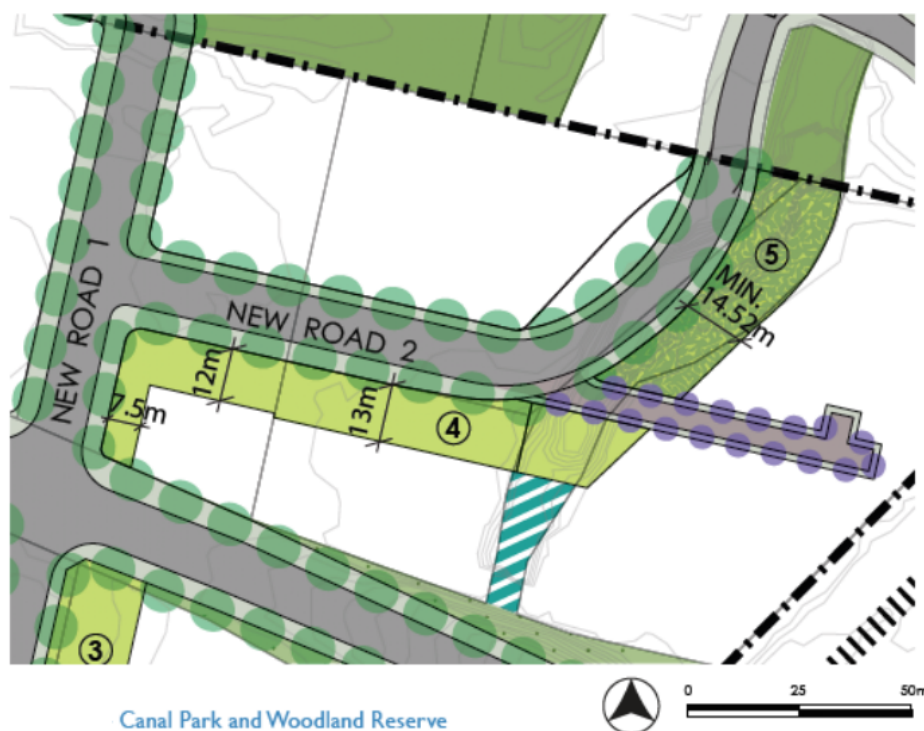 NEW ROAD 1
NEW ROAD 2
12m
7.5m
13m
4
5
MIN.
14.52m
3
Canal Park and Woodland Reserve
0 25 50m